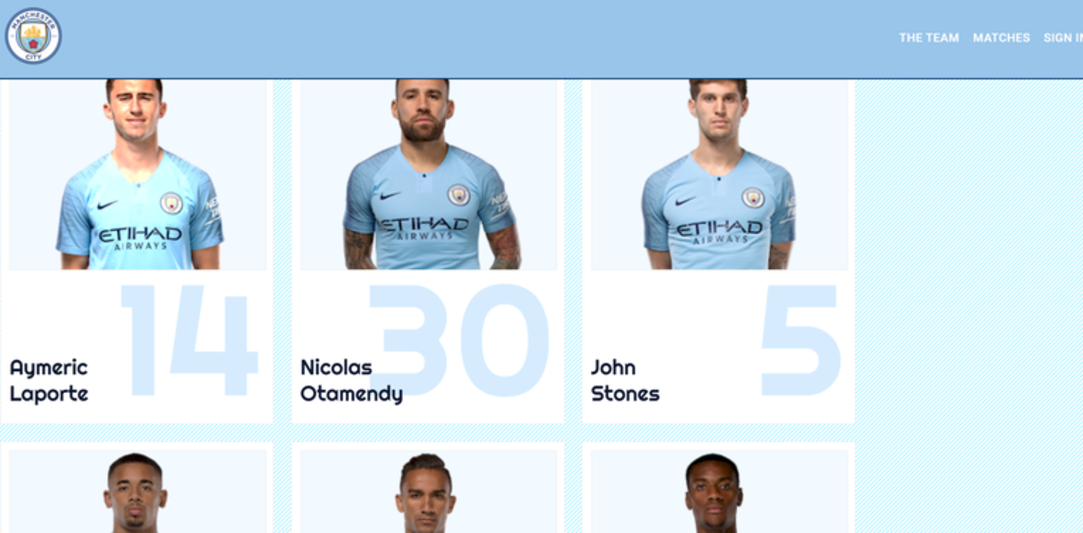 MANCHESTER
CITY
THE TEAM MATCHES SIGN IN
ETIHAD
AIRWAYS
ETIHAD
AIRWAYS
ETIHAD
AIRWAYS
14
30
5
Aymeric
Laporte
Nicolas
Otamendy
John
Stones